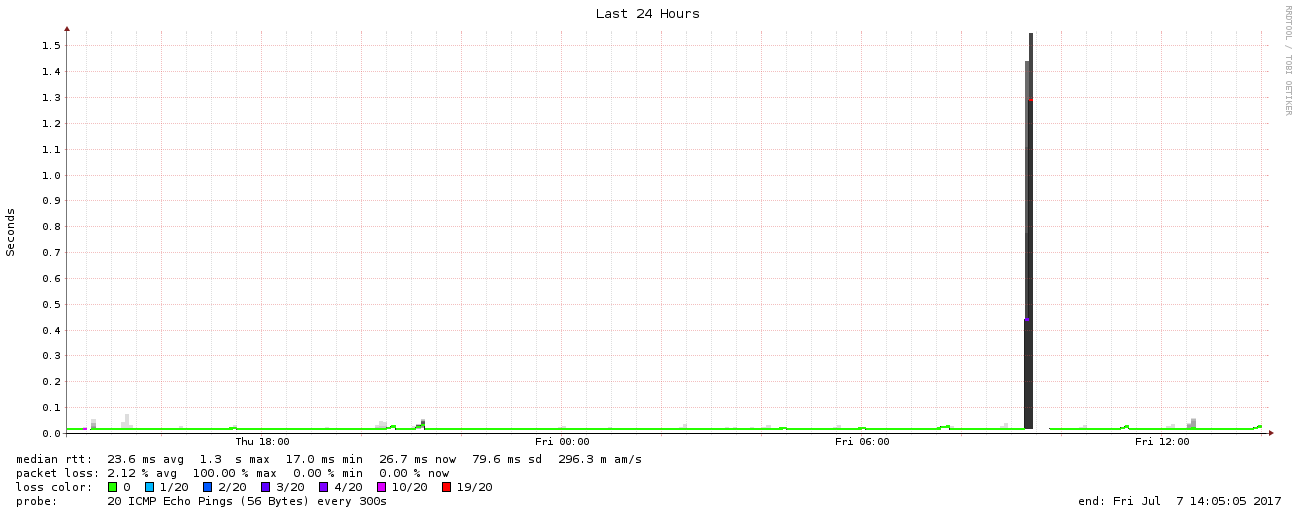 Last 24 Hours
RRDTOOL / TOBI OETIKER
Seconds
1.5
1.4
1.3
1.2
1.1
1.0
0.9
0.8
0.7
0.6
0.5
0.4
0.3
0.2
0.1
0.0
Thu 18:00 Fri 00:00 Fri 06:00 Fri 12:00
median rtt: 23.6 ms avg 1.3 s max 17.0 ms min 26.7 ms now 79.6 ms sd 296.3 m am/s
packet loss: 2.12 % avg 100.00 % max 0.00 % min 0.00 % now
loss color: 0 1/20 2/20 3/20 4/20 10/20 19/20
probe: 20 ICMP Echo Pings (56 Bytes) every 300s end: Fri Jul 7 14:05:05 2017